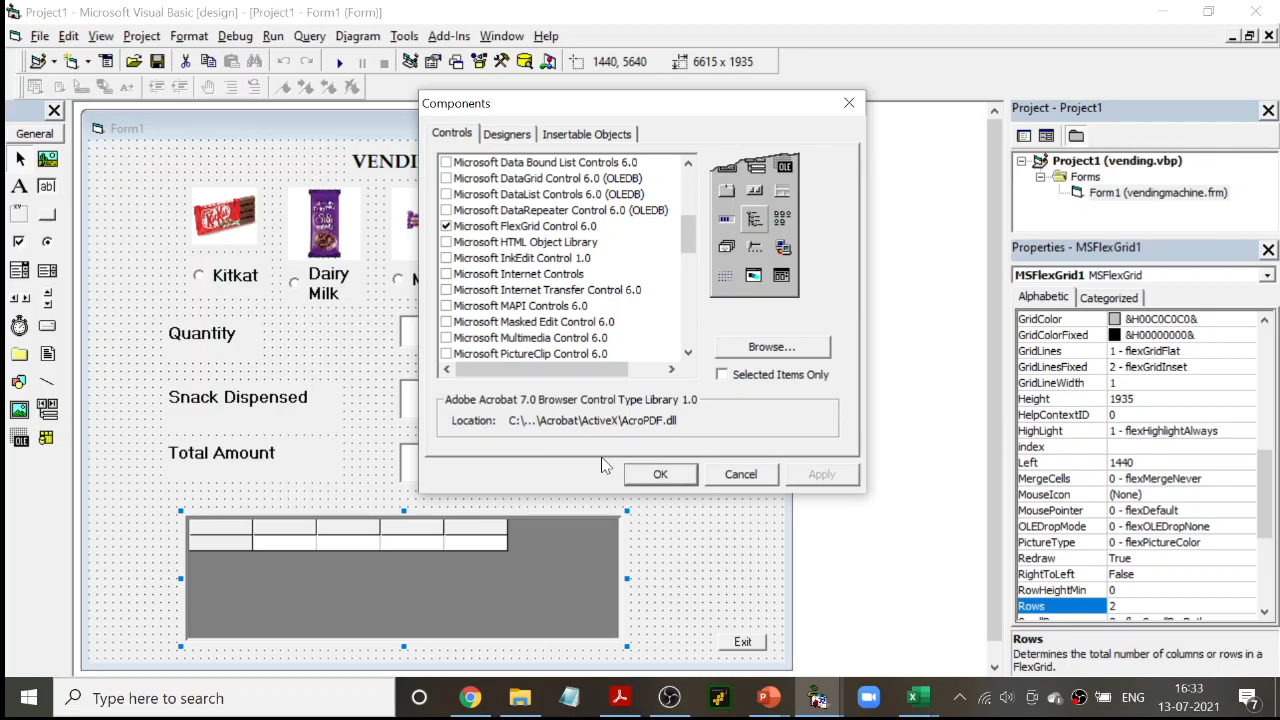 Project1 - Microsoft Visual Basic [design] - [Project1 - Form1 (Form)]
File Edit View Project Format Debug Run Query Diagram Tools Add-Ins Window Help
1440, 5640 6615 x 1935
General
Form1
VENDI
Kitkat
Dairy
Milk
Quantity
Snack Dispensed
Total Amount
Exit
Components
Controls Designers Insertable Objects
Microsoft Data Bound List Controls 6.0
Microsoft DataGrid Control 6.0 (OLEDB)
Microsoft DataList Controls 6.0 (OLEDB)
Microsoft DataRepeater Control 6.0 (OLEDB)
Microsoft FlexGrid Control 6.0
Microsoft HTML Object Library
Microsoft InkEdit Control 1.0
Microsoft Internet Controls
Microsoft Internet Transfer Control 6.0
Microsoft MAPI Controls 6.0
Microsoft Masked Edit Control 6.0
Microsoft Multimedia Control 6.0
Microsoft PictureClip Control 6.0
Browse...
Selected Items Only
Adobe Acrobat 7.0 Browser Control Type Library 1.0
Location: C:\...\Acrobat\ActiveX\AcroPDF.dll
OK Cancel Apply
Project - Project1
Project1 (vending.vbp)
Forms
Form1 (vendingmachine.frm)
Properties - MSFlexGrid1
MSFlexGrid1 MSFlexGrid
Alphabetic Categorized
GridColor &H00C0C0C0&
GridColorFixed &H00000000&
GridLines 1 - flexGridFlat
GridLinesFixed 2 - flexGridInset
GridLineWidth 1
Height 1935
HelpContextID 0
HighLight 1 - flexHighlightAlways
index
Left 1440
MergeCells 0 - flexMergeNever
MouseIcon (None)
MousePointer 0 - flexDefault
OLEDropMode 0 - flexOLEDropNone
PictureType 0 - flexPictureColor
Redraw True
RightToLeft False
RowHeightMin 0
Rows 2
Rows
Determines the total number of columns or rows in a
FlexGrid.
Type here to search
ENG
16:33
13-07-2021
7